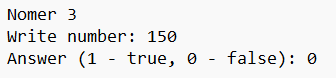 Nomer 3
Write number: 150
Answer (1 - true, 0 - false): 0